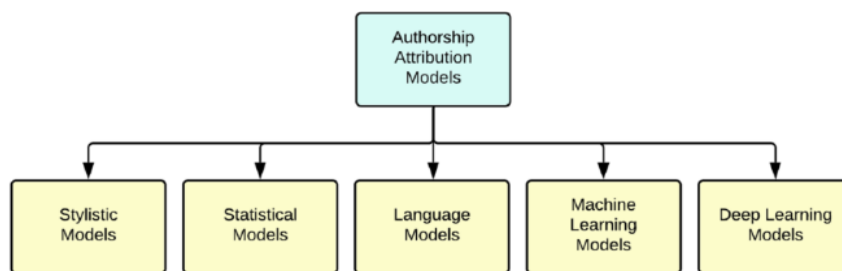 Authorship
Attribution
Models
Stylistic
Models
Statistical
Models
Language
Models
Machine
Learning
Models
Deep Learning
Models